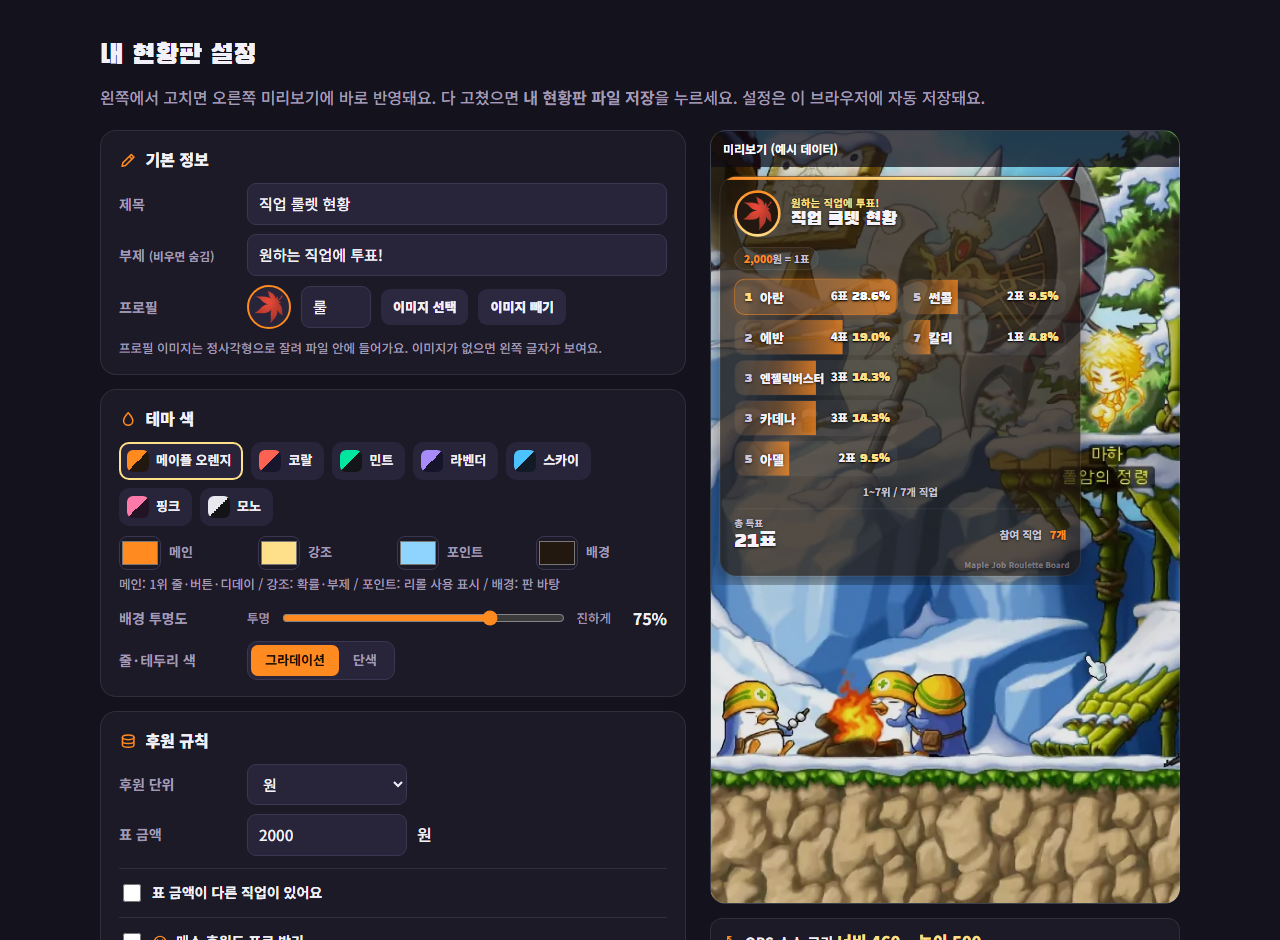 내 현황판 설정
왼쪽에서 고치면 오른쪽 미리보기에 바로 반영돼요. 다 고쳤으면 내 현황판 파일 저장을 누르세요. 설정은 이 브라우저에 자동 저장돼요.
기본 정보
제목
직업 룰렛 현황
부제 (비우면 숨김)
원하는 직업에 투표!
프로필
룰
이미지 선택
이미지 빼기
프로필 이미지는 정사각형으로 잘려 파일 안에 들어가요. 이미지가 없으면 왼쪽 글자가 보여요.
테마 색
메이플 오렌지
코랄
민트
라벤더
스카이
핑크
모노
메인
강조
포인트
배경
메인: 1위 줄·버튼·디데이 / 강조: 확률·부제 / 포인트: 리롤 사용 표시 / 배경: 판 바탕
배경 투명도
투명
진하게
75%
줄·테두리 색
그라데이션
단색
후원 규칙
후원 단위
원
표 금액
2000
원
표 금액이 다른 직업이 있어요
미리보기 (예시 데이터)
원하는 직업에 투표!
직업 룰렛 현황
2,000원 = 1표
1 아란 6표 28.6%
2 에반 4표 19.0%
3 엔젤릭버스터 3표 14.3%
3 카데나 3표 14.3%
5 아델 2표 9.5%
5 썬콜 2표 9.5%
7 칼리 1표 4.8%
1~7위 / 7개 직업
총 득표
21표
참여 직업 7개
Maple Job Roulette Board
마하
폴암의 정령